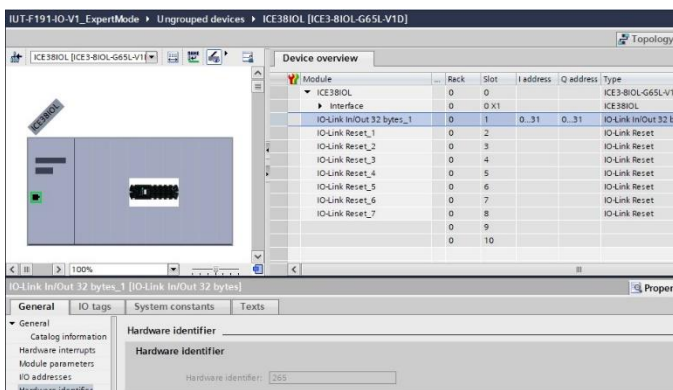 IUT-F191-IO-V1_ExpertMode ▸ Ungrouped devices ▸ ICE38IOL [ICE3-8IOL-G65L-V1D]
Topology
ICE38IOL [ICE3-8IOL-G65L-V1
Device overview
Module ... Rack Slot I address Q address Type
ICE38IOL 0 0 ICE3-8IOL-G65L-V1
Interface 0 0 X1 ICE38IOL
IO-Link In/Out 32 bytes_1 0 1 0...31 0...31 IO-Link In/Out 32 b
IO-Link Reset_1 0 2 IO-Link Reset
IO-Link Reset_2 0 3 IO-Link Reset
IO-Link Reset_3 0 4 IO-Link Reset
IO-Link Reset_4 0 5 IO-Link Reset
IO-Link Reset_5 0 6 IO-Link Reset
IO-Link Reset_6 0 7 IO-Link Reset
IO-Link Reset_7 0 8 IO-Link Reset
0 9
0 10
ICE38IOL
100%
IO-Link In/Out 32 bytes_1 [IO-Link In/Out 32 bytes]
Proper
General IO tags System constants Texts
General
Catalog information
Hardware interrupts
Module parameters
I/O addresses
Hardware identifier
Hardware identifier
Hardware identifier
Hardware identifier: 265